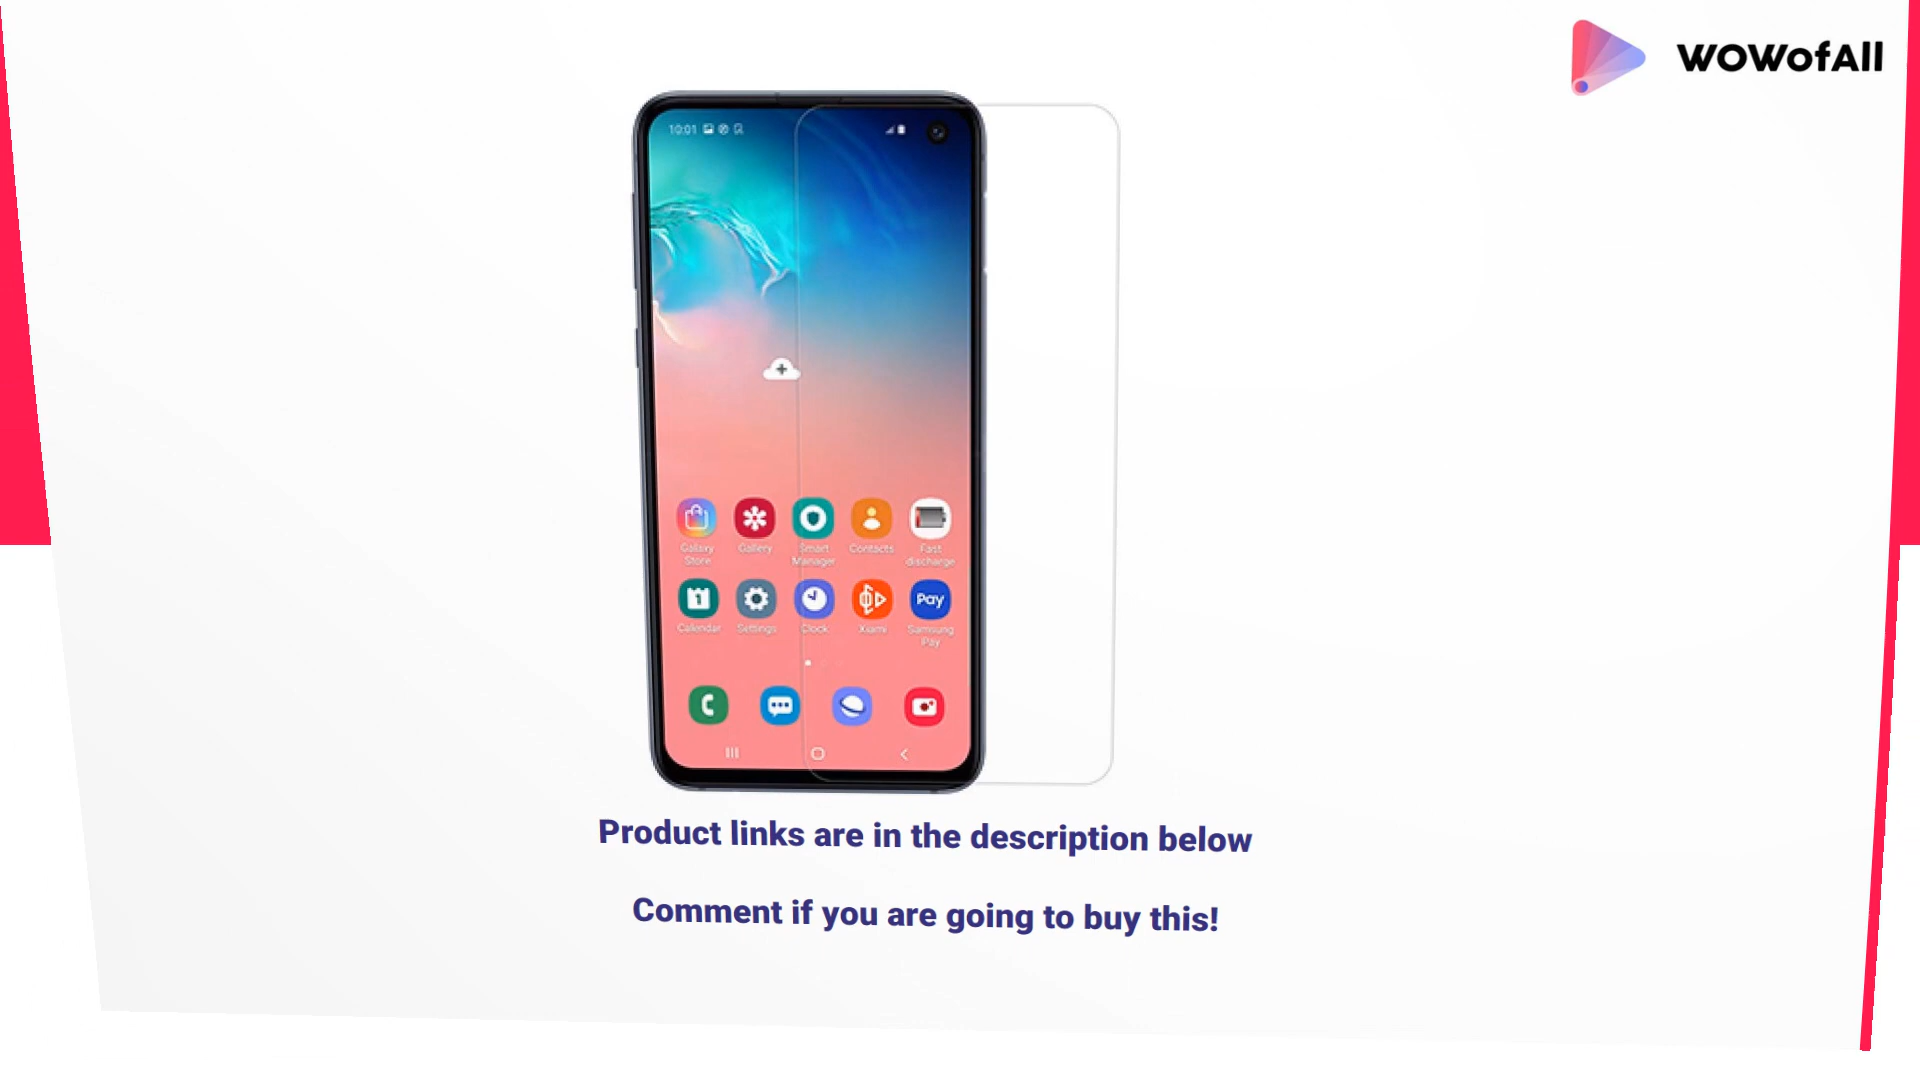 WOWofAll
10:01
Galaxy
Store
Gallery
Smart
Manager
Contacts
Fast
discharge
1
Calendar
Settings
Clock
Pay
Xiami
Samsung
Pay
Product links are in the description below
Comment if you are going to buy this!